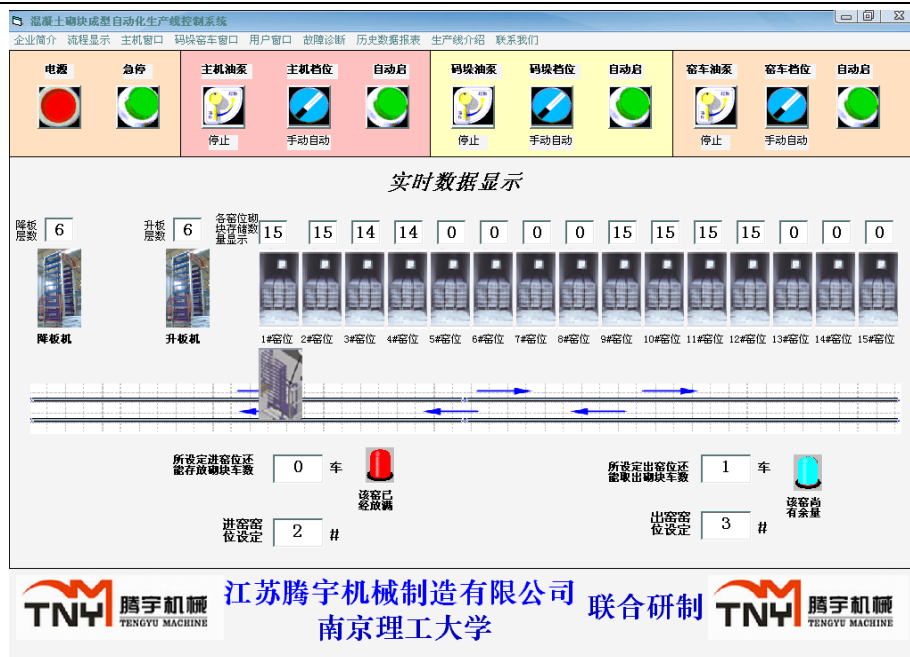 混凝土砌块成型自动化生产线控制系统
企业简介 流程显示 主机窗口 码垛窑车窗口 用户窗口 故障诊断 历史数据报表 生产线介绍 联系我们
电源 急停 主机油泵 主机档位 自动启 码垛油泵 码垛档位 自动启 窑车油泵 窑车档位 自动启
停止 手动自动 停止 手动自动 停止 手动自动
实时数据显示
降板
层数
6
升板
层数
6
各窑位砌
块存储数
量显示
15 15 14 14 0 0 0 0 15 15 15 15 0 0 0
降板机 升板机 1#窑位 2#窑位 3#窑位 4#窑位 5#窑位 6#窑位 7#窑位 8#窑位 9#窑位 10#窑位 11#窑位 12#窑位 13#窑位 14#窑位 15#窑位
所设定进窑位还
能存放砌块车数
0 车
该窑已
经放满
所设定出窑位还
能取出砌块车数
1 车
该窑尚
有余量
进窑窑
位设定
2 #
出窑窑
位设定
3 #
TNY 腾宇机械
TENGYU MACHINE
江苏腾宇机械制造有限公司
南京理工大学
联合研制
TNY 腾宇机械
TENGYU MACHINE